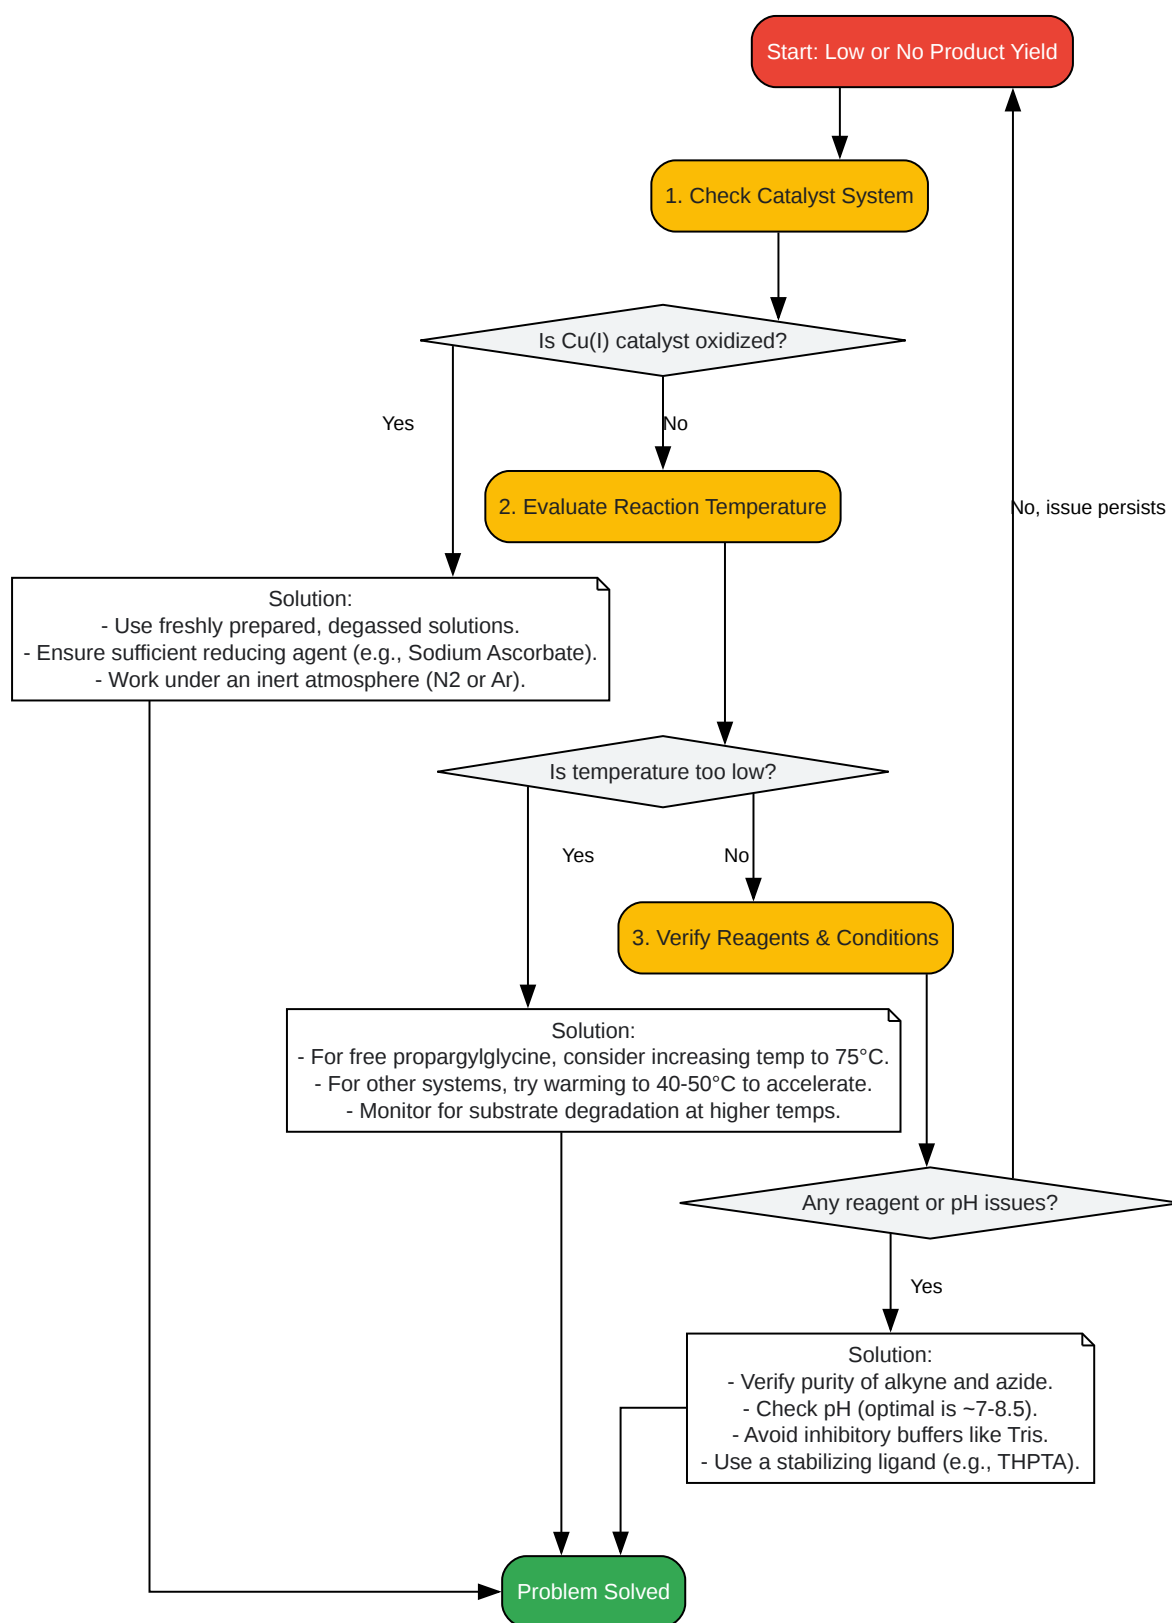 Start: Low or No Product Yield
1. Check Catalyst System
Is Cu(I) catalyst oxidized?
Yes
No
2. Evaluate Reaction Temperature
No, issue persists
Solution:
- Use freshly prepared, degassed solutions.
- Ensure sufficient reducing agent (e.g., Sodium Ascorbate).
- Work under an inert atmosphere (N2 or Ar).
Is temperature too low?
Yes
No
3. Verify Reagents & Conditions
Solution:
- For free propargylglycine, consider increasing temp to 75°C.
- For other systems, try warming to 40-50°C to accelerate.
- Monitor for substrate degradation at higher temps.
Any reagent or pH issues?
Yes
Solution:
- Verify purity of alkyne and azide.
- Check pH (optimal is ~7-8.5).
- Avoid inhibitory buffers like Tris.
- Use a stabilizing ligand (e.g., THPTA).
Problem Solved